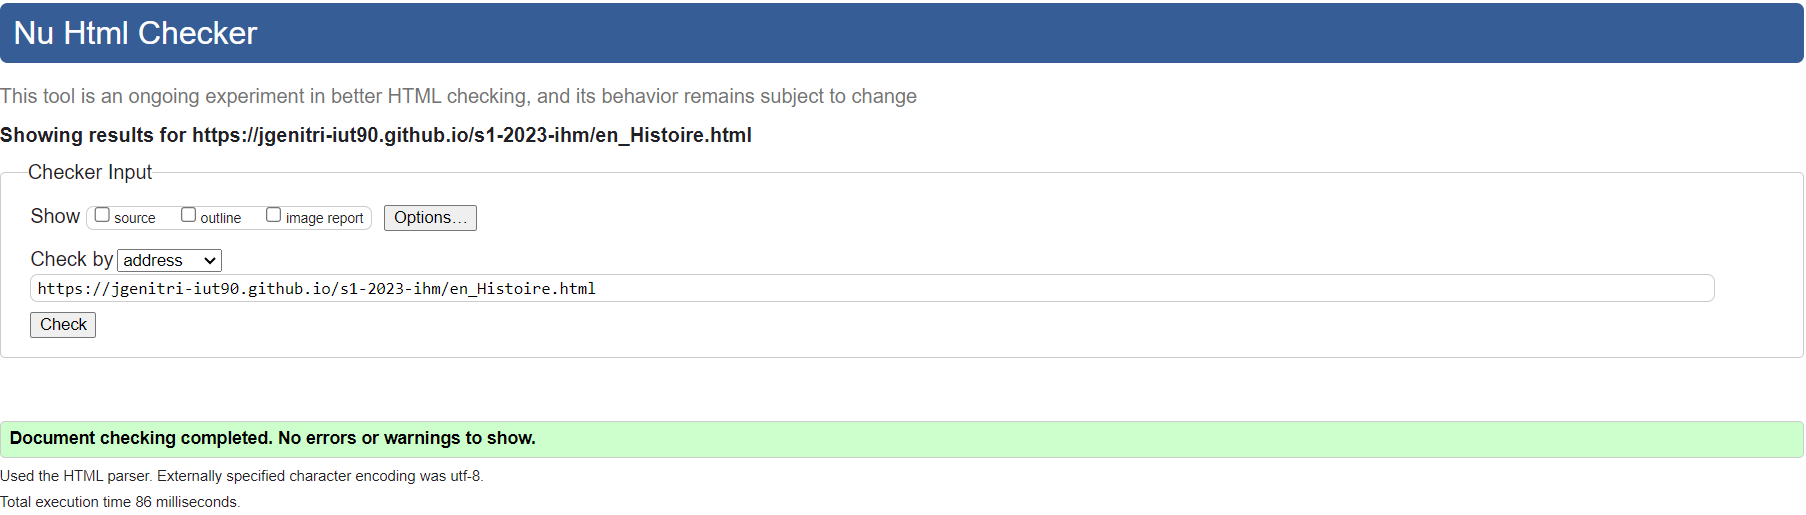 Nu Html Checker
This tool is an ongoing experiment in better HTML checking, and its behavior remains subject to change
Showing results for https://jgenitri-iut90.github.io/s1-2023-ihm/en_Histoire.html
Checker Input
Show source outline image report Options...
Check by address
https://jgenitri-iut90.github.io/s1-2023-ihm/en_Histoire.html
Check
Document checking completed. No errors or warnings to show.
Used the HTML parser. Externally specified character encoding was utf-8.
Total execution time 86 milliseconds.